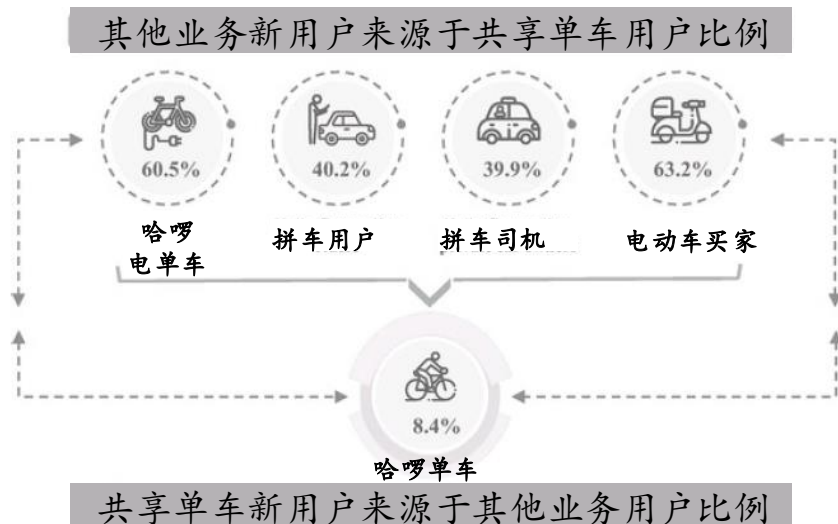 其他业务新用户来源于共享单车用户比例
60.5%
40.2%
39.9%
63.2%
哈啰
电单车
拼车用户
拼车司机
电动车买家
8.4%
哈啰单车
共享单车新用户来源于其他业务用户比例